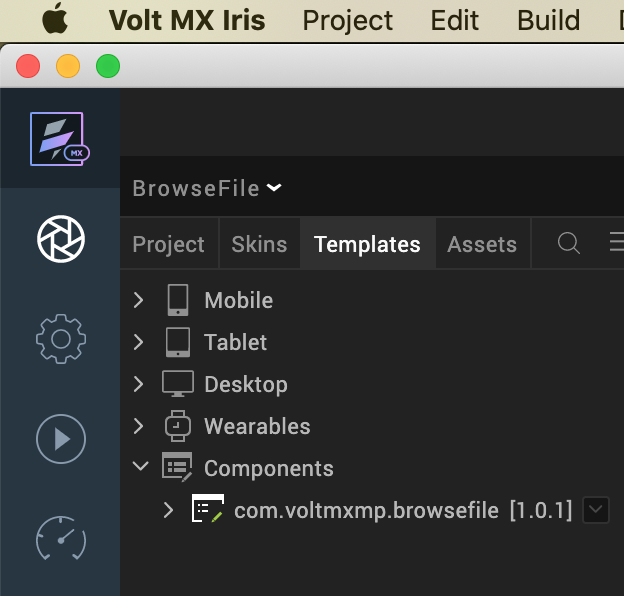 Volt MX Iris Project Edit Build
MX
BrowseFile
Project Skins Templates Assets
Mobile
Tablet
Desktop
Wearables
Components
com.voltmxmp.browsefile [1.0.1]